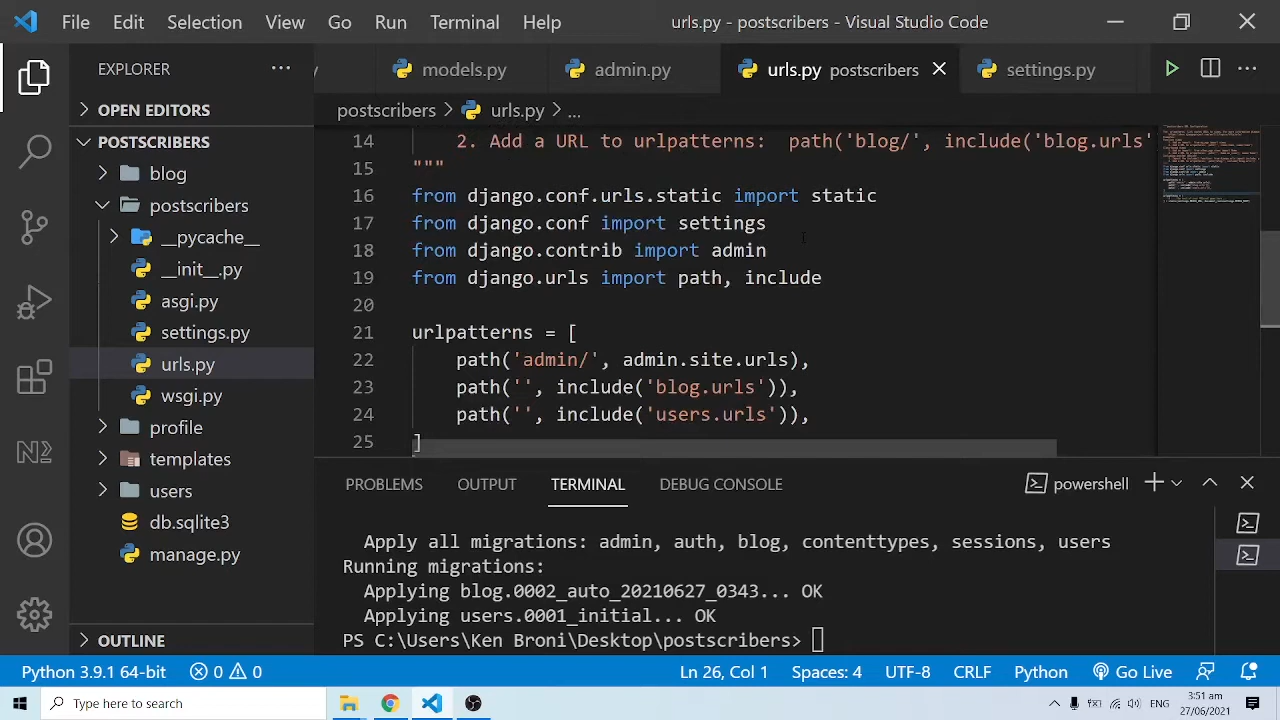 File Edit Selection View Go Run Terminal Help urls.py - postscribers - Visual Studio Code
EXPLORER
models.py admin.py urls.py postscribers settings.py
OPEN EDITORS
postscribers > urls.py > ...
POSTSCRIBERS
blog
postscribers
__pycache__
__init__.py
asgi.py
settings.py
urls.py
wsgi.py
profile
templates
users
db.sqlite3
manage.py
OUTLINE
14 2. Add a URL to urlpatterns: path('blog/', include('blog.urls'
15 """
16 from django.conf.urls.static import static
17 from django.conf import settings
18 from django.contrib import admin
19 from django.urls import path, include
20
21 urlpatterns = [
22 path('admin/', admin.site.urls),
23 path('', include('blog.urls')),
24 path('', include('users.urls')),
25 ]
PROBLEMS OUTPUT TERMINAL DEBUG CONSOLE powershell
Apply all migrations: admin, auth, blog, contenttypes, sessions, users
Running migrations:
Applying blog.0002_auto_20210627_0343... OK
Applying users.0001_initial... OK
PS C:\Users\Ken Broni\Desktop\postscribers>
Python 3.9.1 64-bit 0 0 Ln 26, Col 1 Spaces: 4 UTF-8 CRLF Python Go Live
Type here to search
ENG
3:51 am
27/06/2021